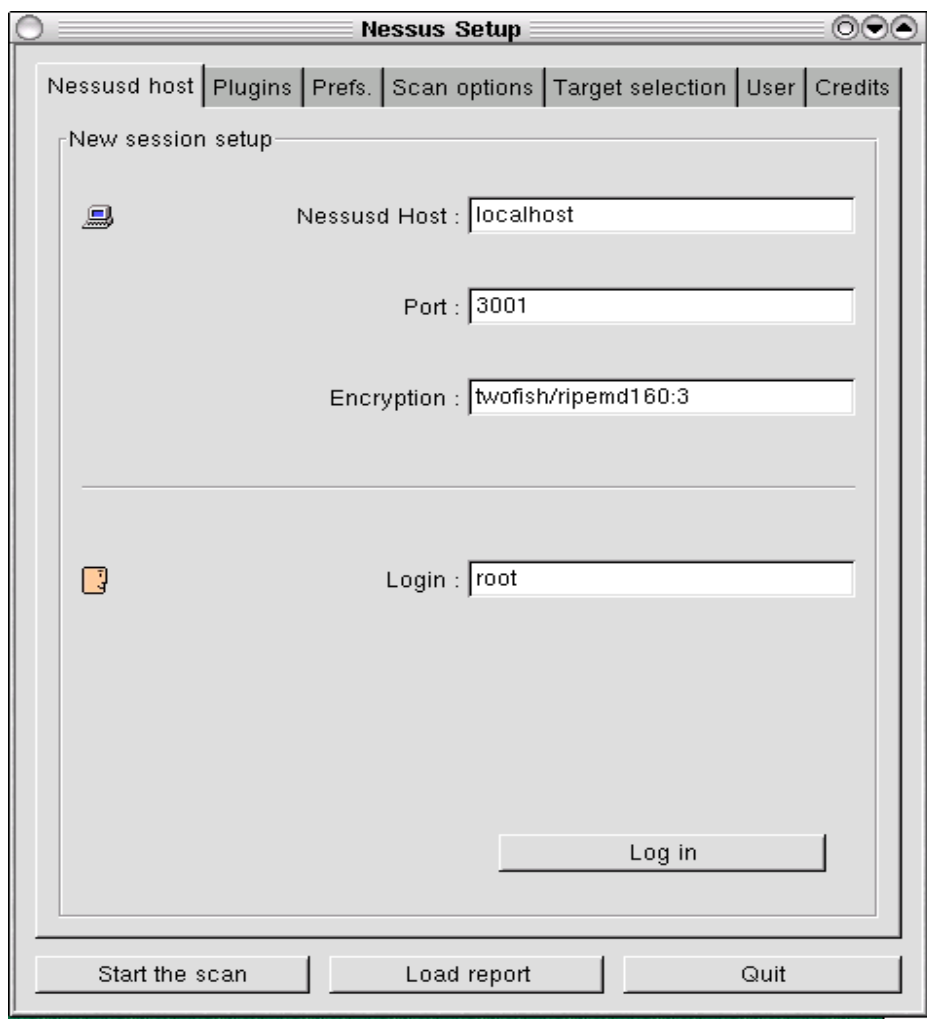 Nessus Setup
Nessusd host Plugins Prefs. Scan options Target selection User Credits
New session setup
Nessusd Host : localhost
Port : 3001
Encryption : twofish/ripemd160:3
Login : root
Log in
Start the scan Load report Quit